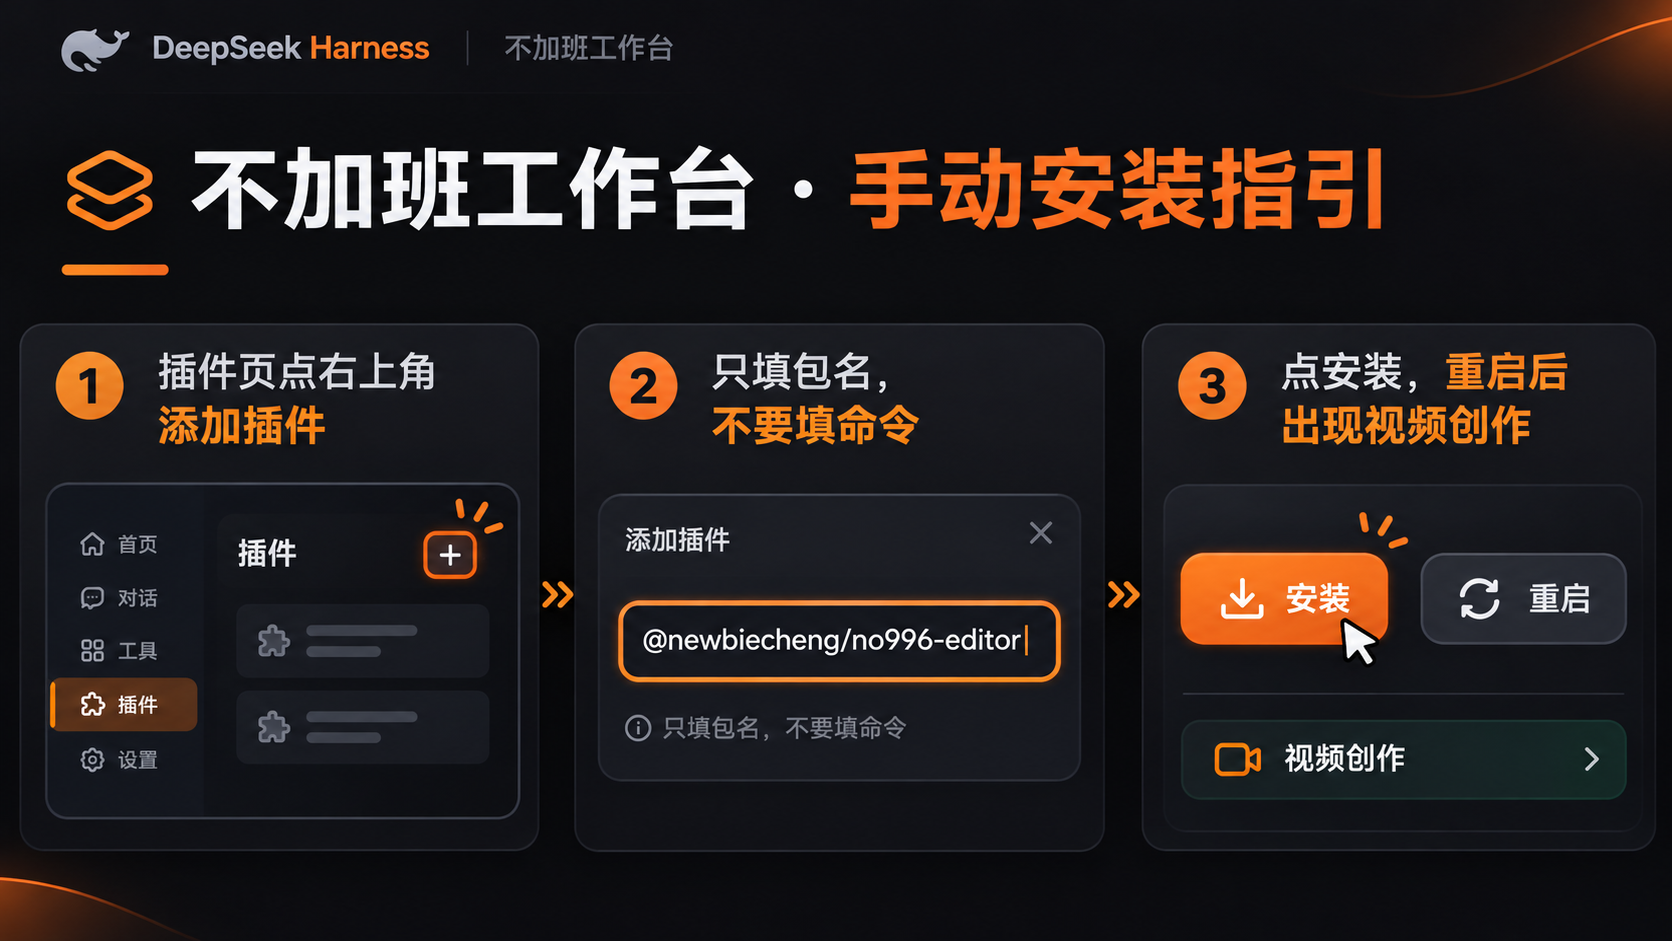 DeepSeek Harness
不加班工作台
不加班工作台 · 手动安装指引
1
插件页点右上角
添加插件
首页
对话
工具
插件
设置
插件
2
只填包名，
不要填命令
添加插件
@newbiecheng/no996-editor
只填包名，不要填命令
3
点安装，重启后
出现视频创作
安装
重启
视频创作